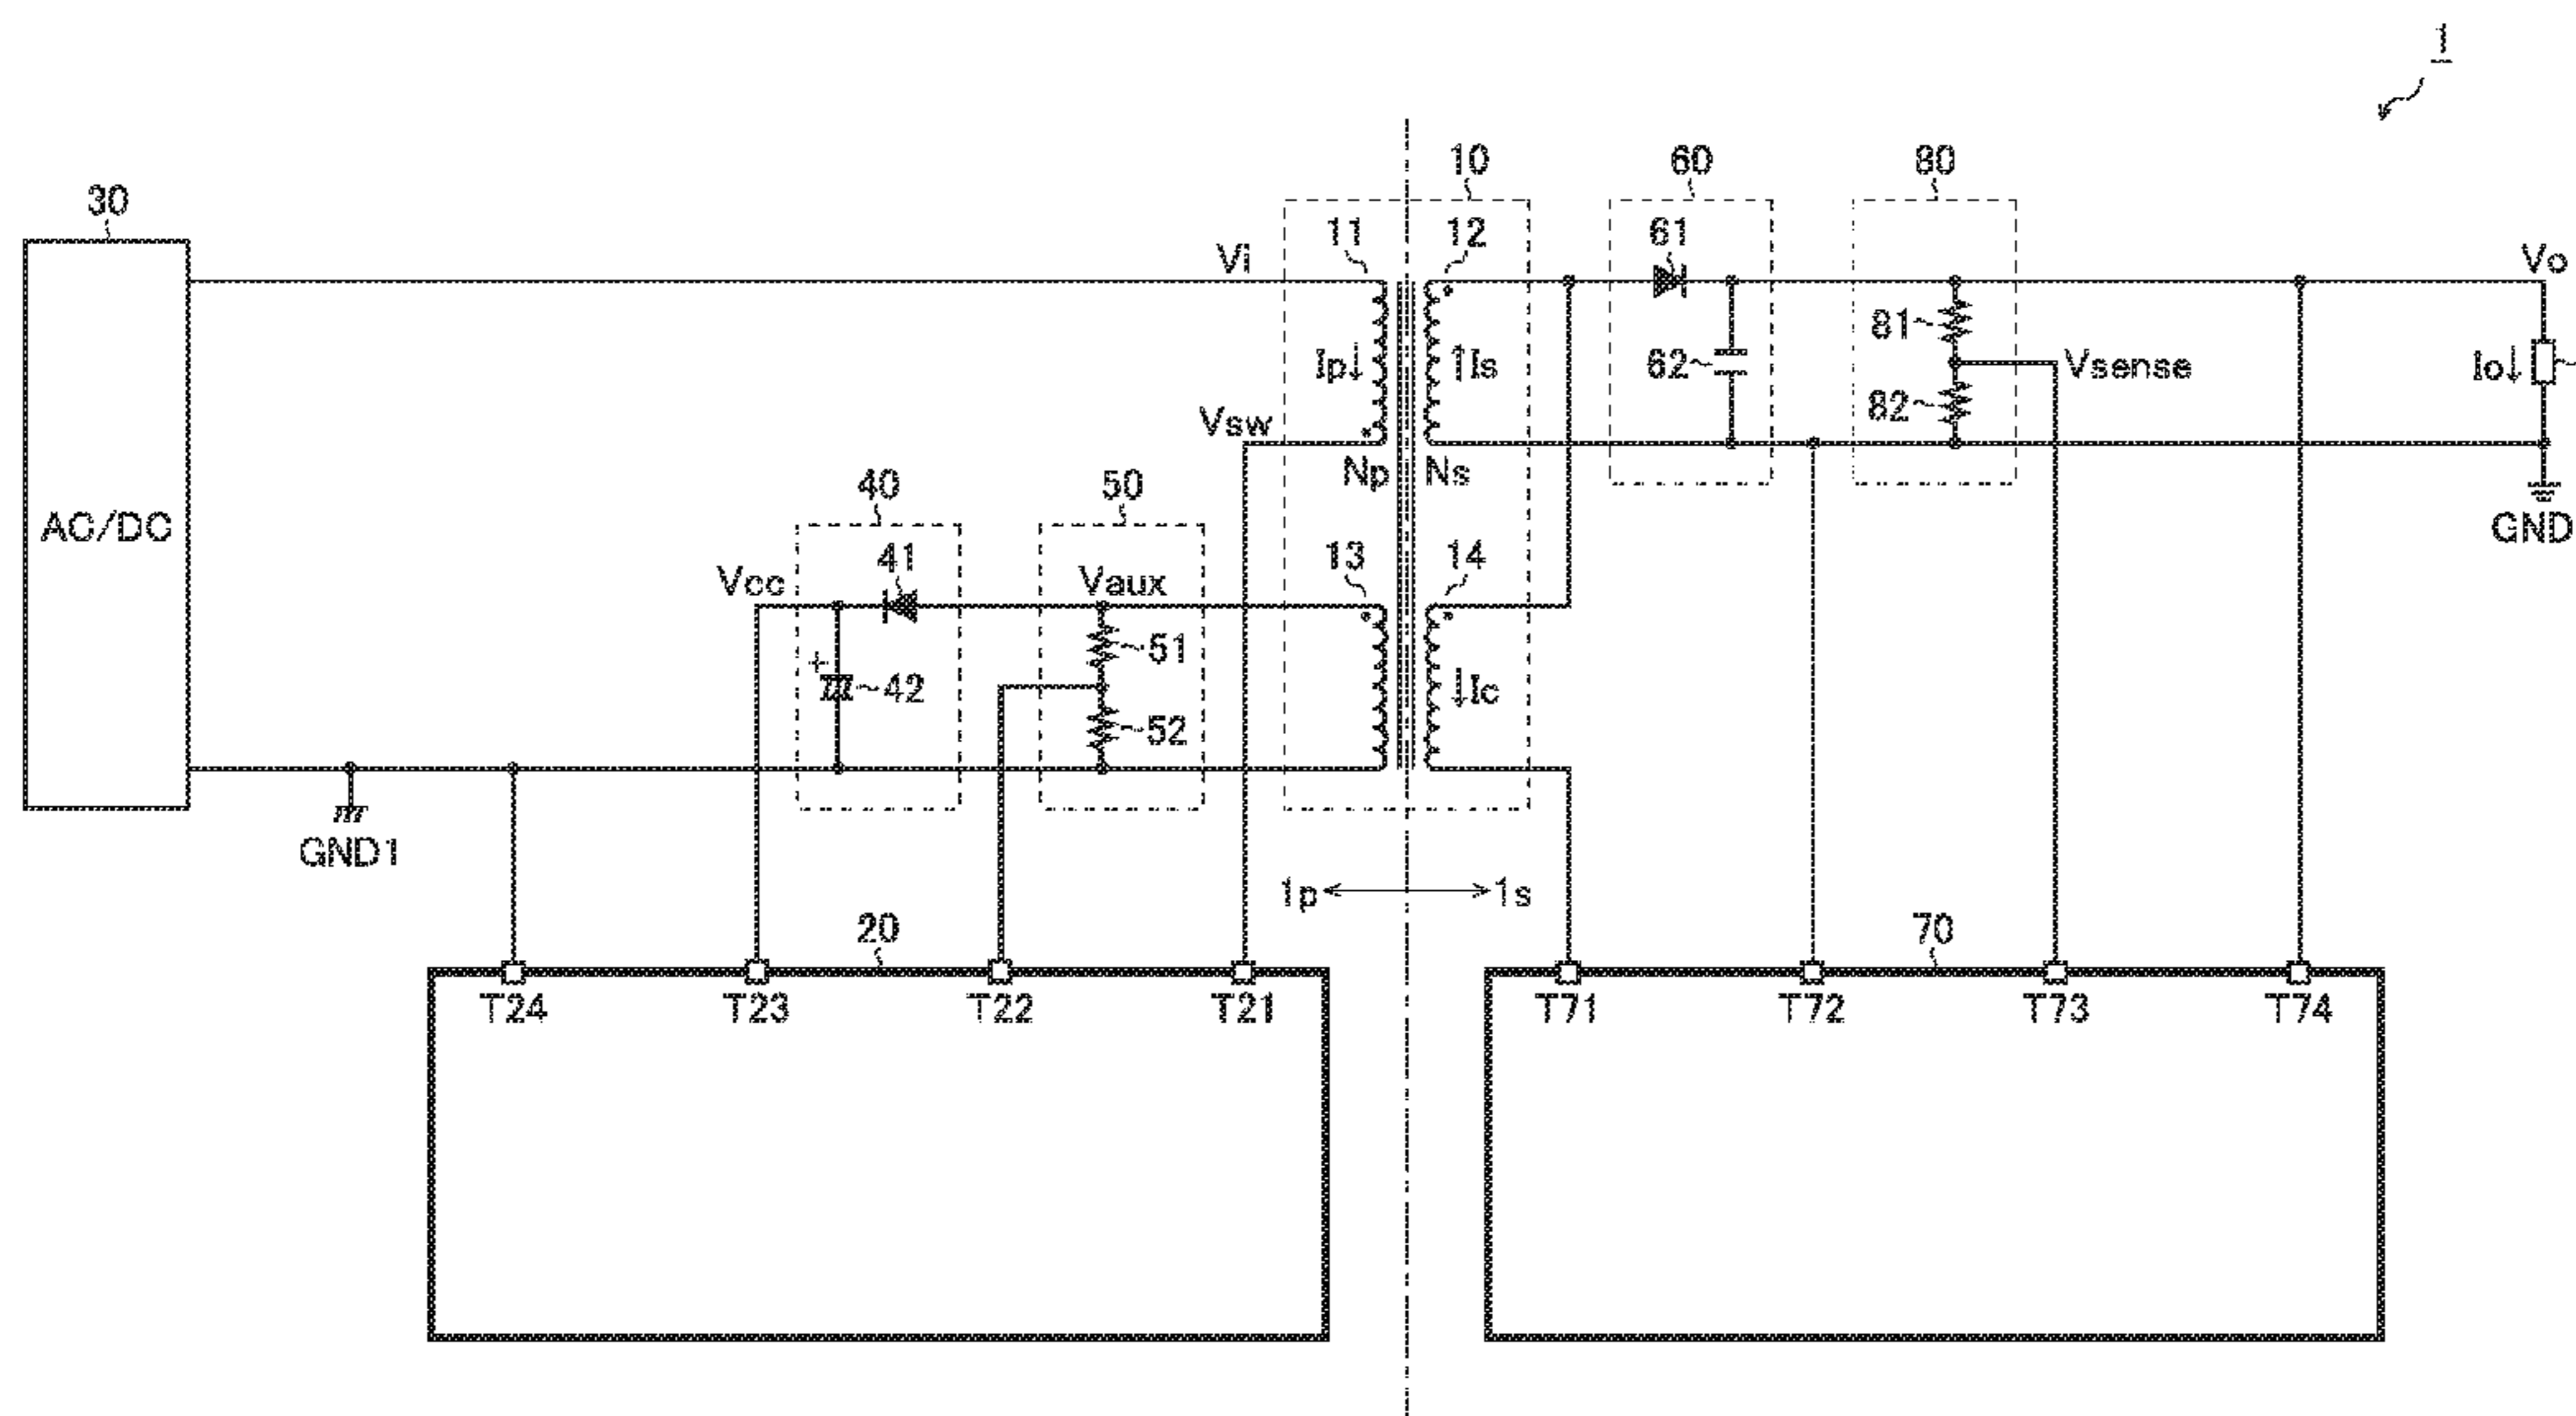 1
10
60
80
30
11
12
61
Vi
Vo
81
Ip↓
↑Is
62
Vsense
Io↓
82
Vsw
Np
Ns
40
50
AC/DC
GND
41
13
14
Vcc
Vaux
51
+
42
↓Ic
52
GND1
1p
1s
20
70
T24
T23
T22
T21
T71
T72
T73
T74